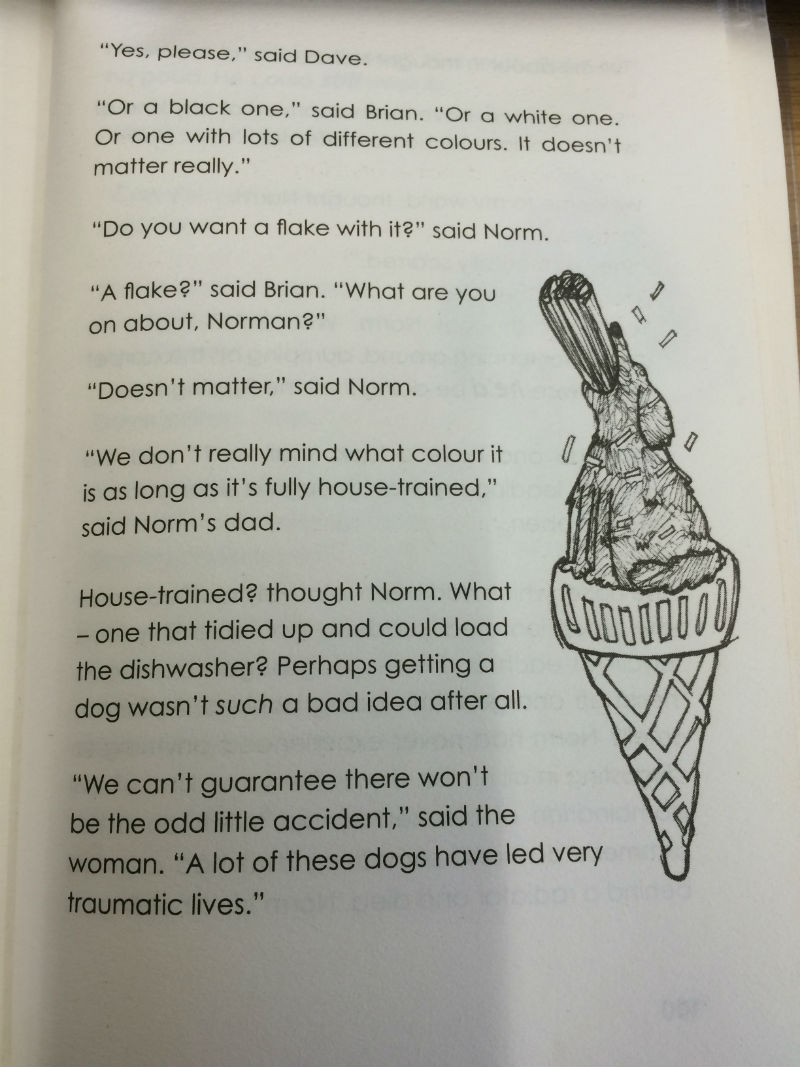 “Yes, please,” said Dave.
“Or a black one,” said Brian. “Or a white one.
Or one with lots of different colours. It doesn’t
matter really.”
“Do you want a flake with it?” said Norm.
“A flake?” said Brian. “What are you
on about, Norman?”
“Doesn’t matter,” said Norm.
“We don’t really mind what colour it
is as long as it’s fully house-trained,”
said Norm’s dad.
House-trained? thought Norm. What
– one that tidied up and could load
the dishwasher? Perhaps getting a
dog wasn’t such a bad idea after all.
“We can’t guarantee there won’t
be the odd little accident,” said the
woman. “A lot of these dogs have led very
traumatic lives.”